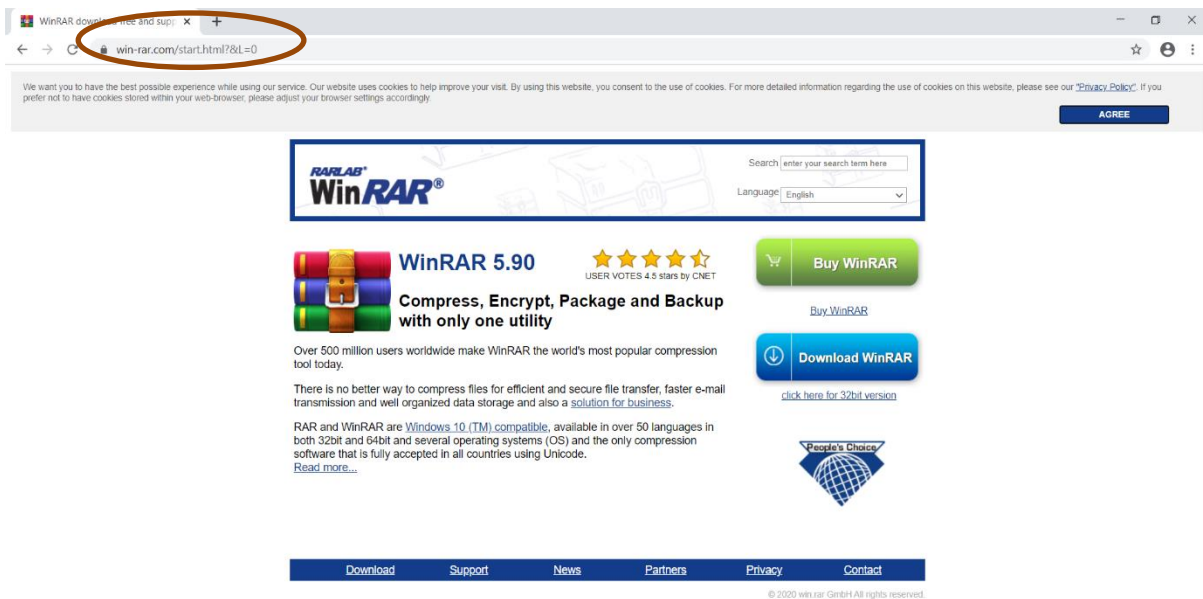 WinRAR download free and supp
win-rar.com/start.html?&L=0
We want you to have the best possible experience while using our service. Our website uses cookies to help improve your visit. By using this website, you consent to the use of cookies. For more detailed information regarding the use of cookies on this website, please see our "Privacy Policy". If you
prefer not to have cookies stored within your web-browser, please adjust your browser settings accordingly.
AGREE
RARLAB®
WinRAR®
Search enter your search term here
Language English
WinRAR 5.90
USER VOTES 4.5 stars by CNET
Compress, Encrypt, Package and Backup
with only one utility
Over 500 million users worldwide make WinRAR the world's most popular compression
tool today.
There is no better way to compress files for efficient and secure file transfer, faster e-mail
transmission and well organized data storage and also a solution for business.
RAR and WinRAR are Windows 10 (TM) compatible, available in over 50 languages in
both 32bit and 64bit and several operating systems (OS) and the only compression
software that is fully accepted in all countries using Unicode.
Read more...
Buy WinRAR
Buy WinRAR
Download WinRAR
click here for 32bit version
People's Choice
Download Support News Partners Privacy Contact
© 2020 win.rar GmbH All rights reserved.